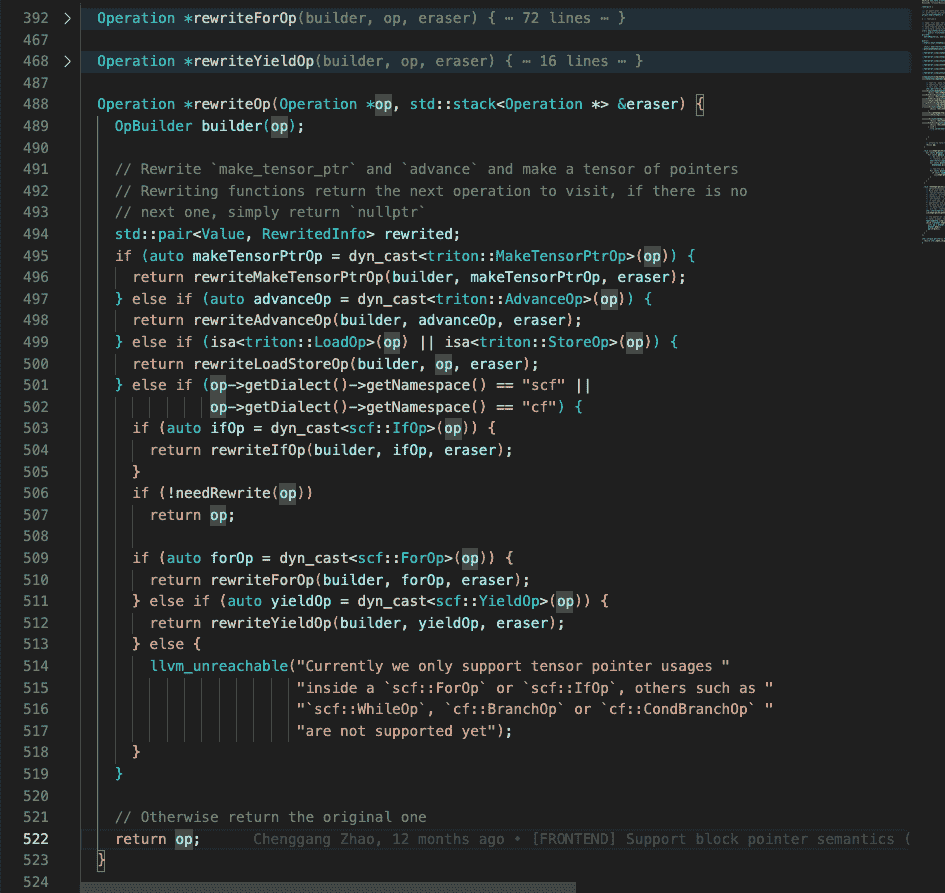 392 > Operation *rewriteForOp(builder, op, eraser) { ⋯ 72 lines ⋯ }
467
468 > Operation *rewriteYieldOp(builder, op, eraser) { ⋯ 16 lines ⋯ }
487
488 Operation *rewriteOp(Operation *op, std::stack<Operation *> &eraser) {
489   OpBuilder builder(op);
490
491   // Rewrite `make_tensor_ptr` and `advance` and make a tensor of pointers
492   // Rewriting functions return the next operation to visit, if there is no
493   // next one, simply return `nullptr`
494   std::pair<Value, RewritedInfo> rewrited;
495   if (auto makeTensorPtrOp = dyn_cast<triton::MakeTensorPtrOp>(op)) {
496     return rewriteMakeTensorPtrOp(builder, makeTensorPtrOp, eraser);
497   } else if (auto advanceOp = dyn_cast<triton::AdvanceOp>(op)) {
498     return rewriteAdvanceOp(builder, advanceOp, eraser);
499   } else if (isa<triton::LoadOp>(op) || isa<triton::StoreOp>(op)) {
500     return rewriteLoadStoreOp(builder, op, eraser);
501   } else if (op->getDialect()->getNamespace() == "scf" ||
502              op->getDialect()->getNamespace() == "cf") {
503     if (auto ifOp = dyn_cast<scf::IfOp>(op)) {
504       return rewriteIfOp(builder, ifOp, eraser);
505     }
506     if (!needRewrite(op))
507       return op;
508
509     if (auto forOp = dyn_cast<scf::ForOp>(op)) {
510       return rewriteForOp(builder, forOp, eraser);
511     } else if (auto yieldOp = dyn_cast<scf::YieldOp>(op)) {
512       return rewriteYieldOp(builder, yieldOp, eraser);
513     } else {
514       llvm_unreachable("Currently we only support tensor pointer usages "
515                        "inside a `scf::ForOp` or `scf::IfOp`, others such as "
516                        "`scf::WhileOp`, `cf::BranchOp` or `cf::CondBranchOp` "
517                        "are not supported yet");
518     }
519   }
520
521   // Otherwise return the original one
522   return op; Chenggang Zhao, 12 months ago • [FRONTEND] Support block pointer semantics (
523 }
524